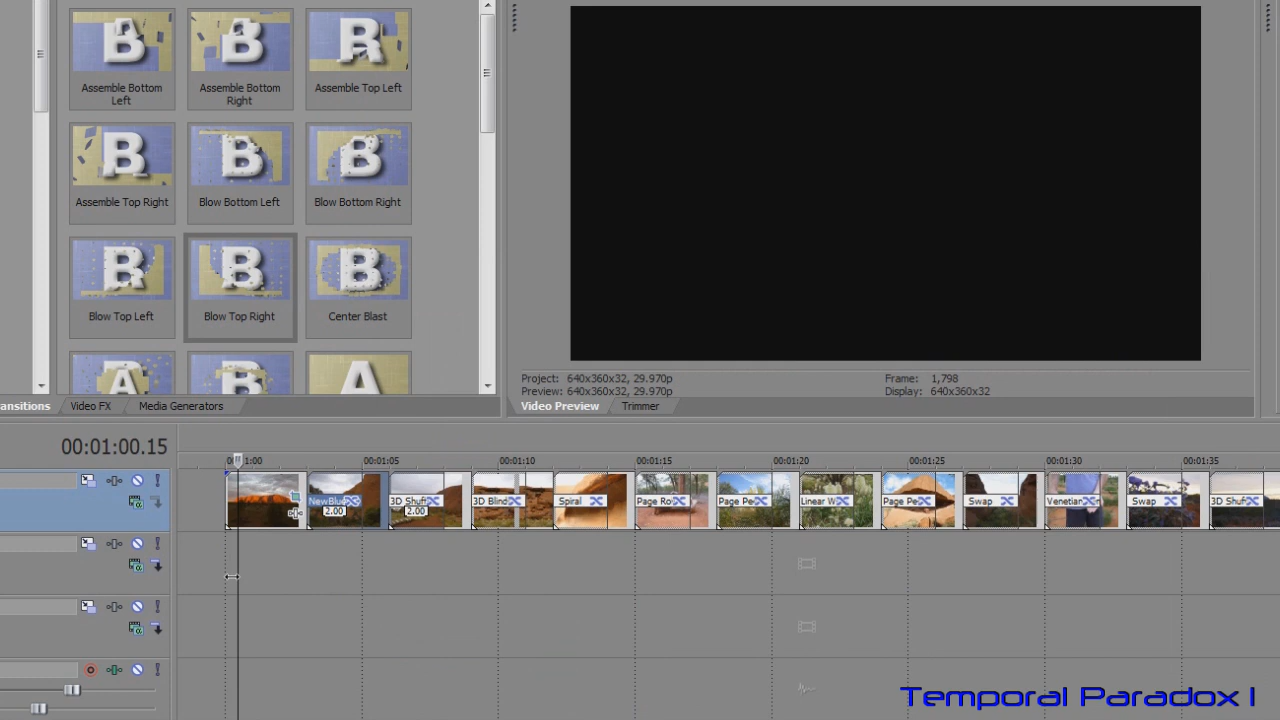 Assemble Bottom
Left
Assemble Bottom
Right
Assemble Top Left
Assemble Top Right
Blow Bottom Left
Blow Bottom Right
Blow Top Left
Blow Top Right
Center Blast
ansitions
Video FX
Media Generators
Project: 640x360x32, 29.970p
Preview: 640x360x32, 29.970p
Frame: 1,798
Display: 640x360x32
Video Preview
Trimmer
00:01:00.15
1:00
00:01:05
00:01:10
00:01:15
00:01:20
00:01:25
00:01:30
00:01:35
NewBlue
2.00
3D Shuff
2.00
3D Blind
Spiral
Page Ro
Page Pe
Linear W
Page Pe
Swap
Venetian
Swap
3D Shuf
Temporal Paradox I